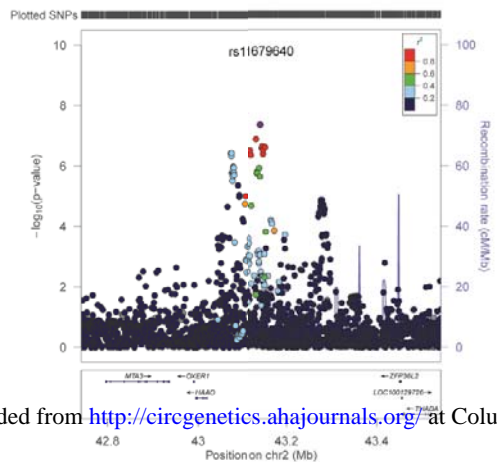 Plotted SNPs
rs11679640
r²
0.8
0.6
0.4
0.2
10
8
6
4
2
0
−log10(p−value)
100
80
60
40
20
0
Recombination rate (cM/Mb)
MTA3
OXER1
HAAO
ZFP36L2
LOC100129726
THADA
ded from http://circgenetics.ahajournals.org/ at Colu
42.8
43
43.2
43.4
Position on chr2 (Mb)